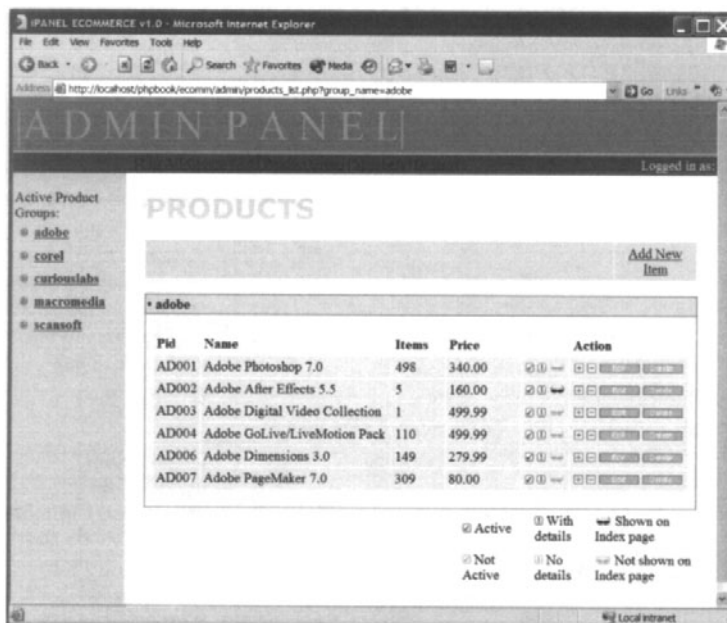 iPANEL ECOMMERCE v1.0 - Microsoft Internet Explorer
File Edit View Favorites Tools Help
Back Search Favorites Media
Address http://localhost/phpbook/ecomm/admin/products_list.php?group_name=adobe Go Links
ADMIN PANEL
Logged in as:
Active Product
Groups:
adobe
corel
curiouslabs
macromedia
scansoft
PRODUCTS
Add New
Item
adobe
Pid Name Items Price Action
AD001 Adobe Photoshop 7.0 498 340.00
AD002 Adobe After Effects 5.5 5 160.00
AD003 Adobe Digital Video Collection 1 499.99
AD004 Adobe GoLive/LiveMotion Pack 110 499.99
AD006 Adobe Dimensions 3.0 149 279.99
AD007 Adobe PageMaker 7.0 309 80.00
Active With details Shown on Index page
Not Active No details Not shown on Index page
Local intranet